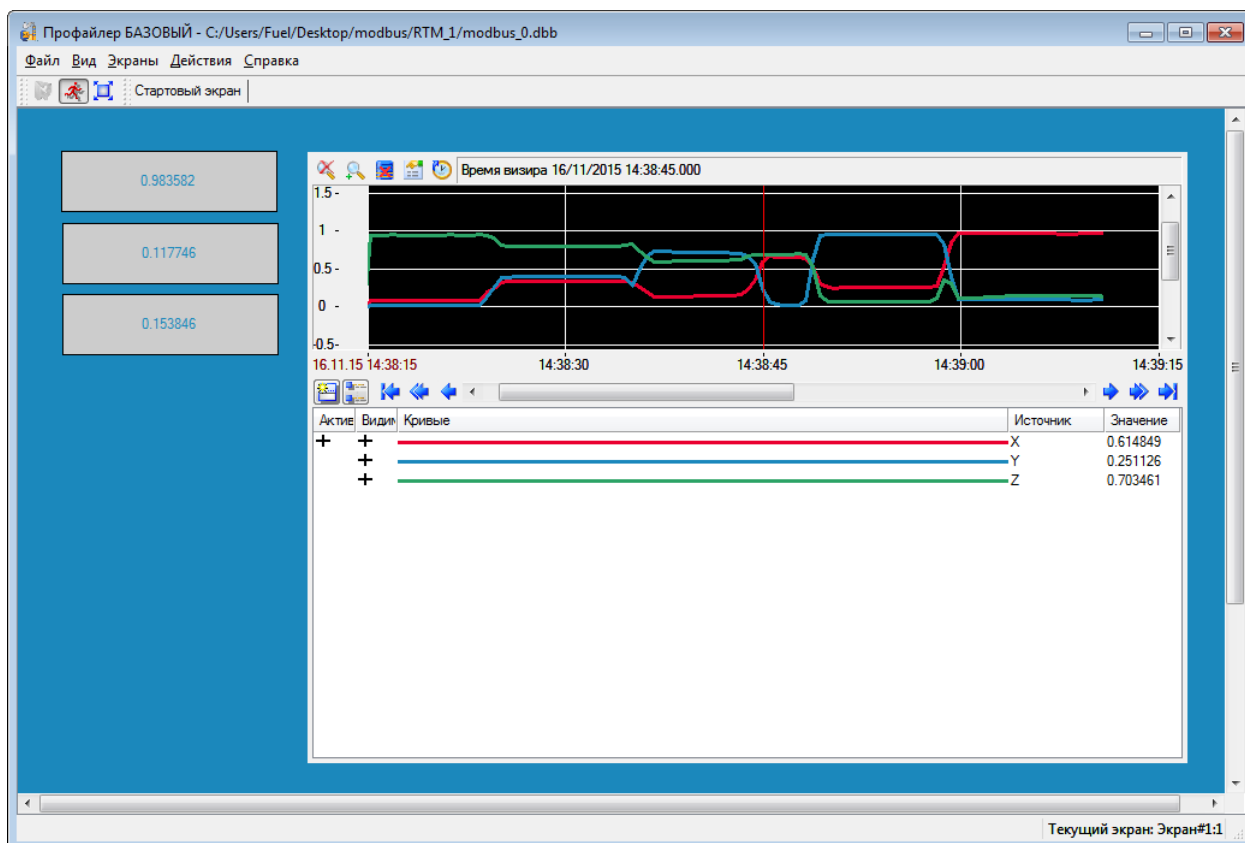 Профайлер БАЗОВЫЙ - C:/Users/Fuel/Desktop/modbus/RTM_1/modbus_0.dbb
Файл Вид Экраны Действия Справка
Стартовый экран
0.983582
0.117746
0.153846
Время визира 16/11/2015 14:38:45.000
1.5
1
0.5
0
-0.5
16.11.15 14:38:15 14:38:30 14:38:45 14:39:00 14:39:15
Актив Видим Кривые Источник Значение
X 0.614849
Y 0.251126
Z 0.703461
Текущий экран: Экран#1:1